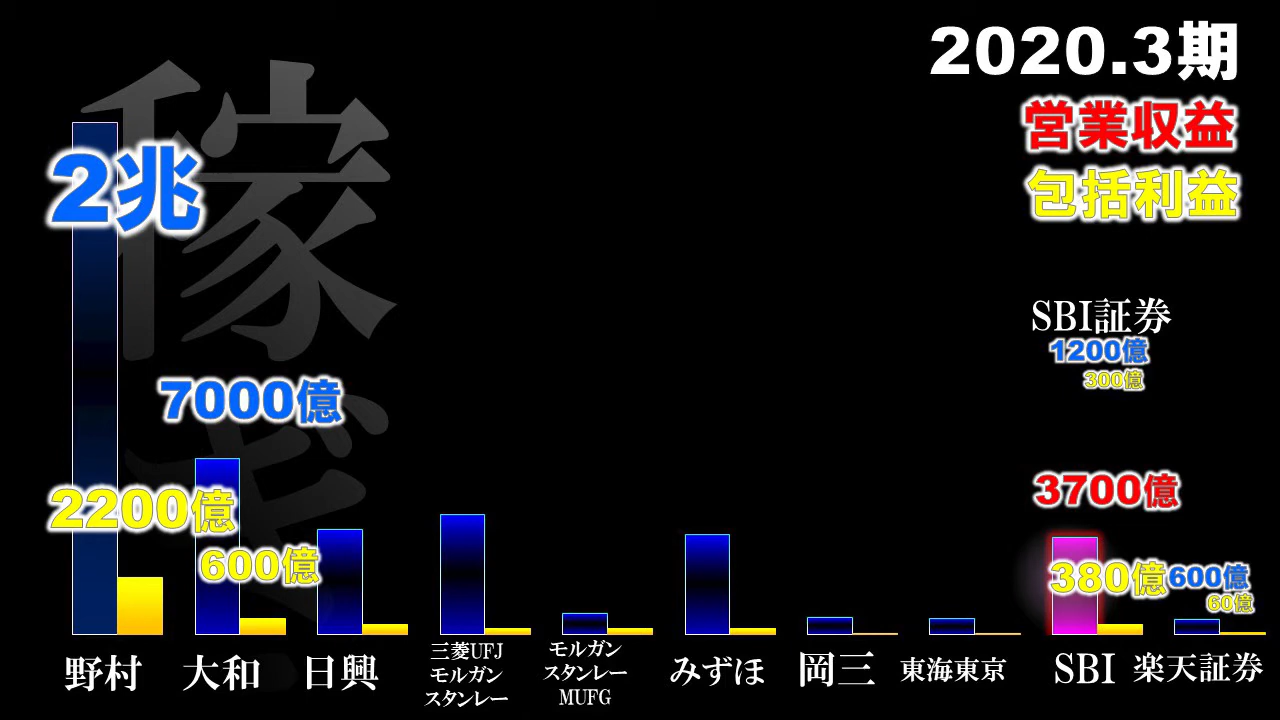 2020.3期
営業収益
包括利益
稼ぎ
2兆
2200億
7000億
600億
SBI証券
1200億
300億
3700億
380億
600億
60億
野村
大和
日興
三菱UFJ
モルガン
スタンレー
モルガン
スタンレー
MUFG
みずほ
岡三
東海東京
SBI
楽天証券